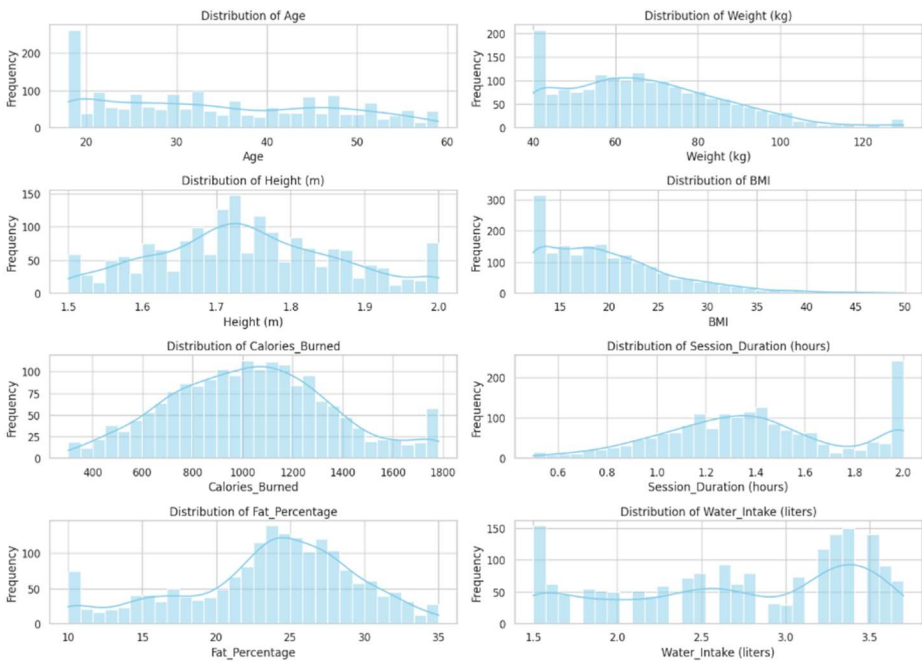 Distribution of Age
Frequency
200
100
0
20 30 40 50 60
Age
Distribution of Weight (kg)
Frequency
200
150
100
50
0
40 60 80 100 120
Weight (kg)
Distribution of Height (m)
Frequency
150
100
50
0
1.5 1.6 1.7 1.8 1.9 2.0
Height (m)
Distribution of BMI
Frequency
300
200
100
0
15 20 25 30 35 40 45 50
BMI
Distribution of Calories_Burned
Frequency
100
75
50
25
0
400 600 800 1000 1200 1400 1600 1800
Calories_Burned
Distribution of Session_Duration (hours)
Frequency
200
100
0
0.6 0.8 1.0 1.2 1.4 1.6 1.8 2.0
Session_Duration (hours)
Distribution of Fat_Percentage
Frequency
100
50
0
10 15 20 25 30 35
Fat_Percentage
Distribution of Water_Intake (liters)
Frequency
150
100
50
0
1.5 2.0 2.5 3.0 3.5
Water_Intake (liters)